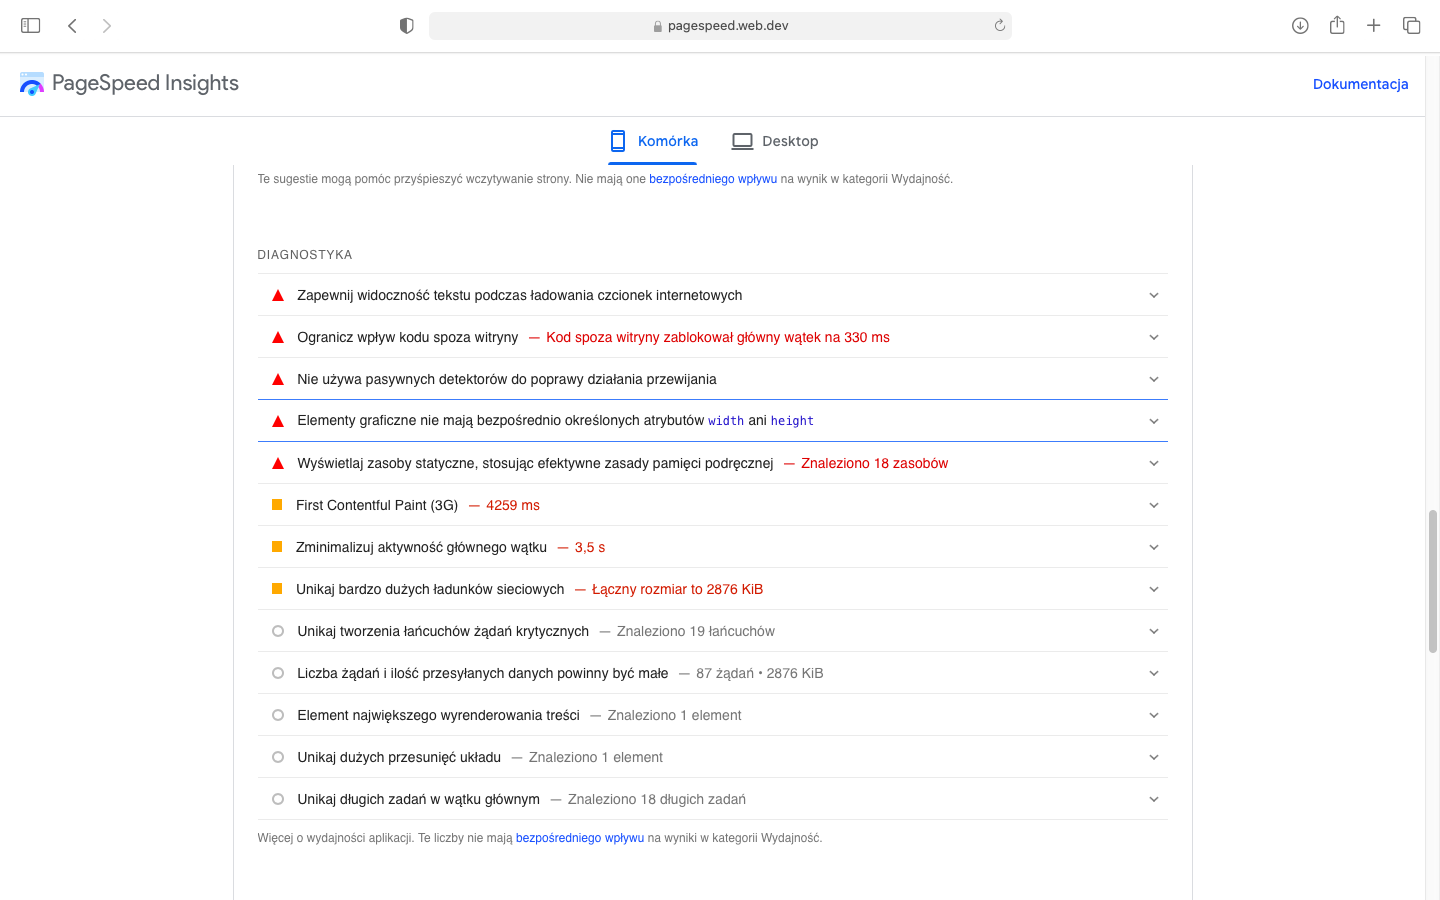 pagespeed.web.dev
PageSpeed Insights
Dokumentacja
Komórka
Desktop
Te sugestie mogą pomóc przyśpieszyć wczytywanie strony. Nie mają one bezpośredniego wpływu na wynik w kategorii Wydajność.
DIAGNOSTYKA
Zapewnij widoczność tekstu podczas ładowania czcionek internetowych
Ogranicz wpływ kodu spoza witryny — Kod spoza witryny zablokował główny wątek na 330 ms
Nie używa pasywnych detektorów do poprawy działania przewijania
Elementy graficzne nie mają bezpośrednio określonych atrybutów width ani height
Wyświetlaj zasoby statyczne, stosując efektywne zasady pamięci podręcznej — Znaleziono 18 zasobów
First Contentful Paint (3G) — 4259 ms
Zminimalizuj aktywność głównego wątku — 3,5 s
Unikaj bardzo dużych ładunków sieciowych — Łączny rozmiar to 2876 KiB
Unikaj tworzenia łańcuchów żądań krytycznych — Znaleziono 19 łańcuchów
Liczba żądań i ilość przesyłanych danych powinny być małe — 87 żądań • 2876 KiB
Element największego wyrenderowania treści — Znaleziono 1 element
Unikaj dużych przesunięć układu — Znaleziono 1 element
Unikaj długich zadań w wątku głównym — Znaleziono 18 długich zadań
Więcej o wydajności aplikacji. Te liczby nie mają bezpośredniego wpływu na wyniki w kategorii Wydajność.